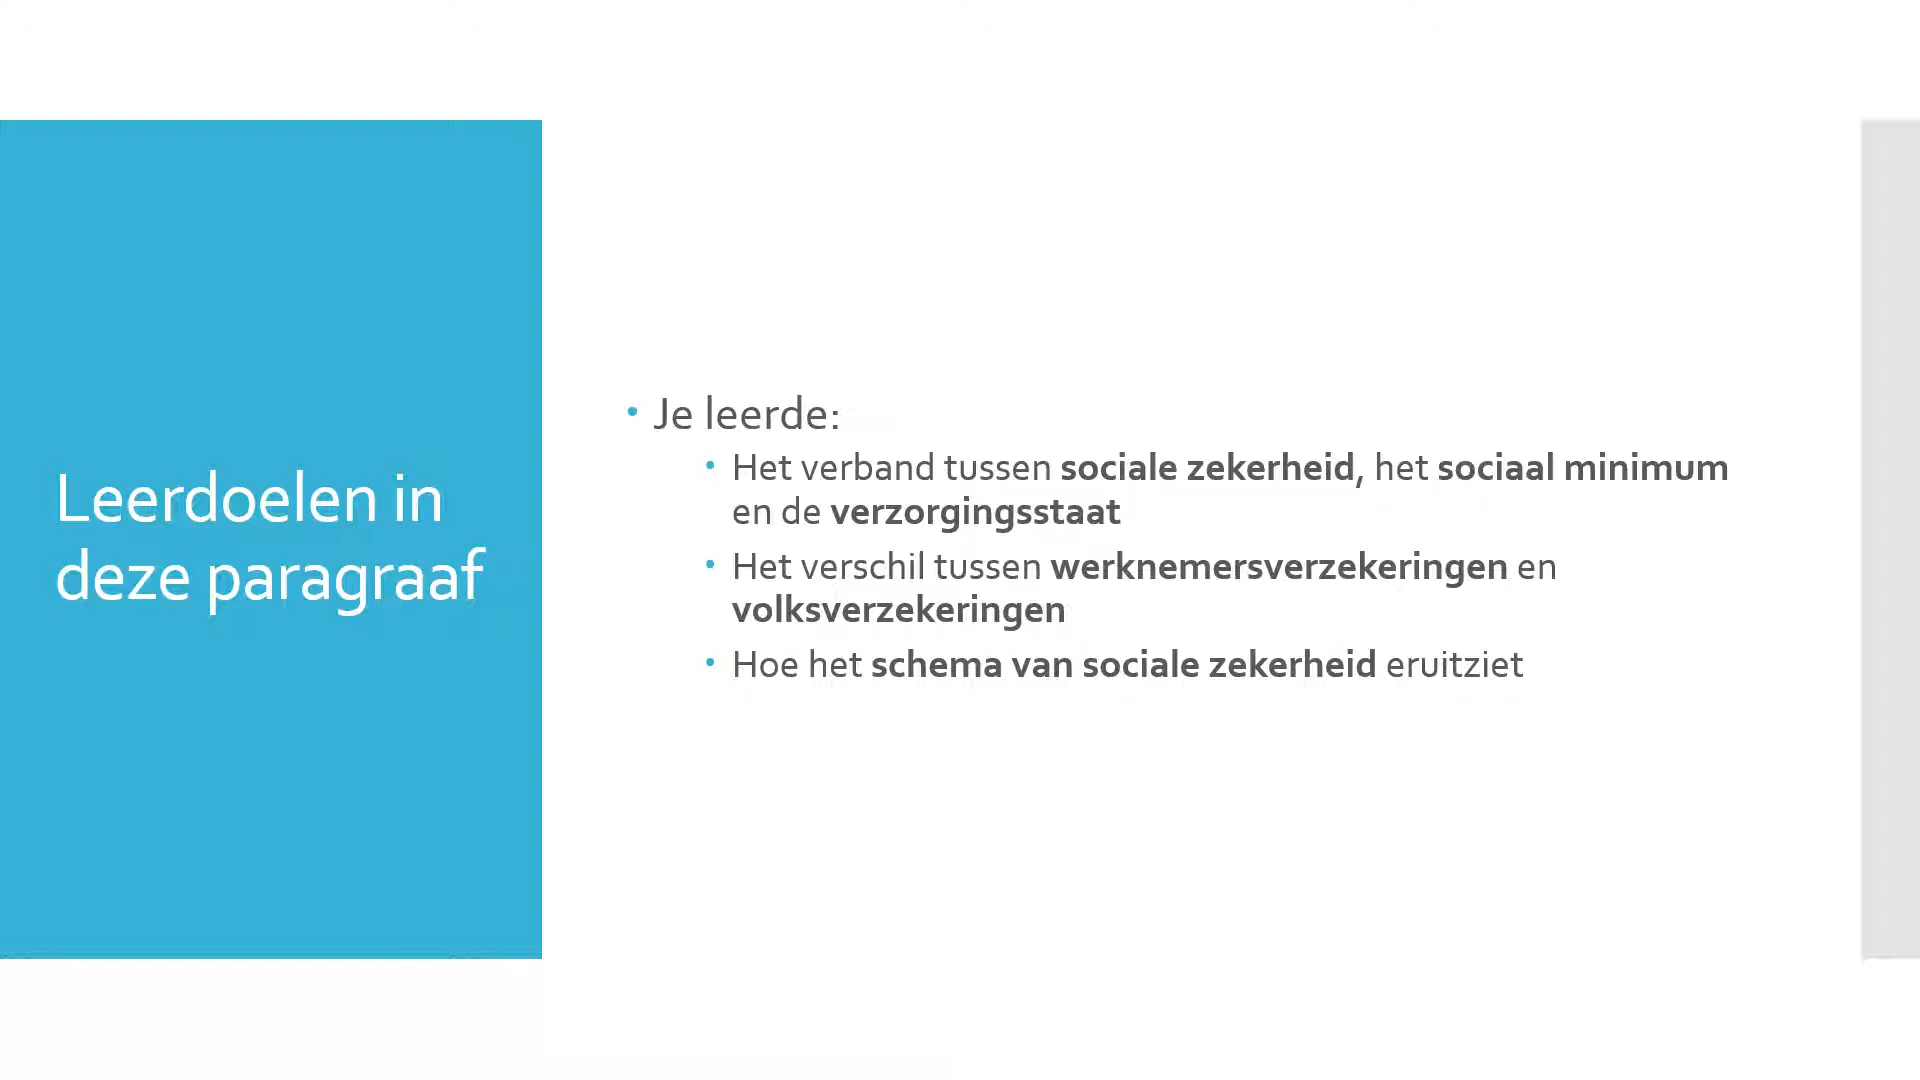 Leerdoelen in
deze paragraaf
• Je leerde:
• Het verband tussen sociale zekerheid, het sociaal minimum
en de verzorgingsstaat
• Het verschil tussen werknemersverzekeringen en
volksverzekeringen
• Hoe het schema van sociale zekerheid eruitziet